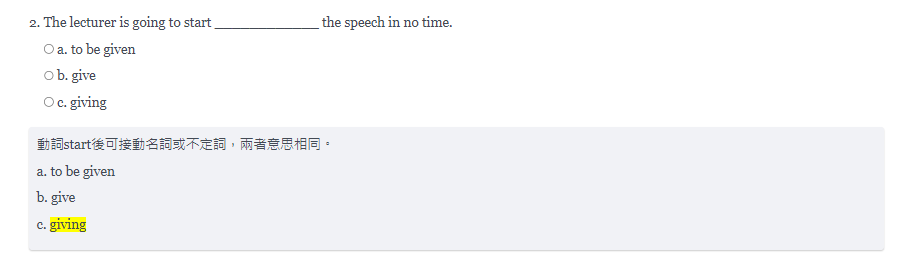 2. The lecturer is going to start _______________ the speech in no time.
a. to be given
b. give
c. giving
動詞start後可接動名詞或不定詞，兩者意思相同。
a. to be given
b. give
c. giving